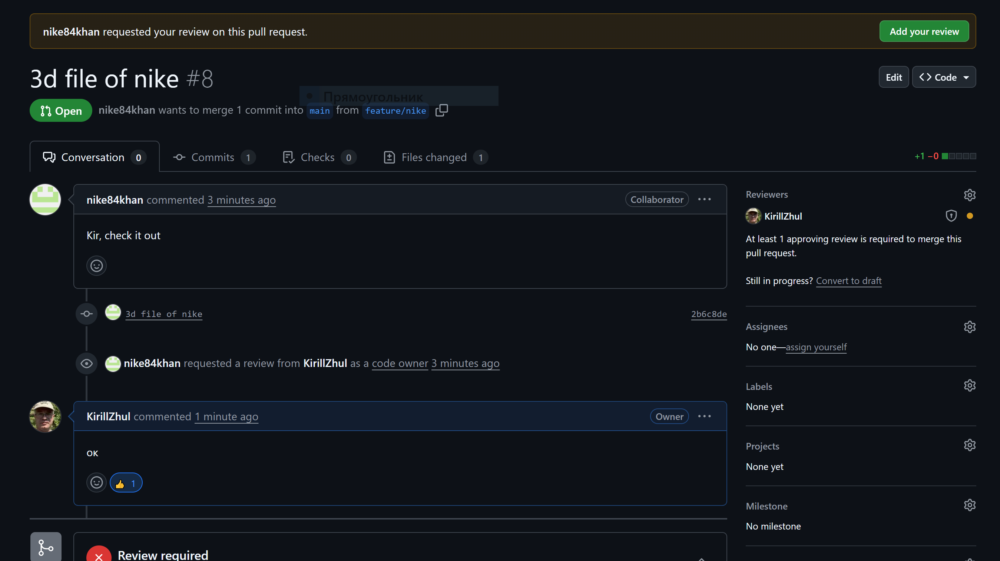 nike84khan requested your review on this pull request.
Add your review
3d file of nike #8
Edit
Code
Прямоугольник
Open
nike84khan wants to merge 1 commit into main from feature/nike
Conversation 0
Commits 1
Checks 0
Files changed 1
+1 −0
nike84khan commented 3 minutes ago
Collaborator
Kir, check it out
3d file of nike
2b6c8de
nike84khan requested a review from KirillZhul as a code owner 3 minutes ago
KirillZhul commented 1 minute ago
Owner
ок
1
Review required
Reviewers
KirillZhul
At least 1 approving review is required to merge this
pull request.
Still in progress? Convert to draft
Assignees
No one—assign yourself
Labels
None yet
Projects
None yet
Milestone
No milestone